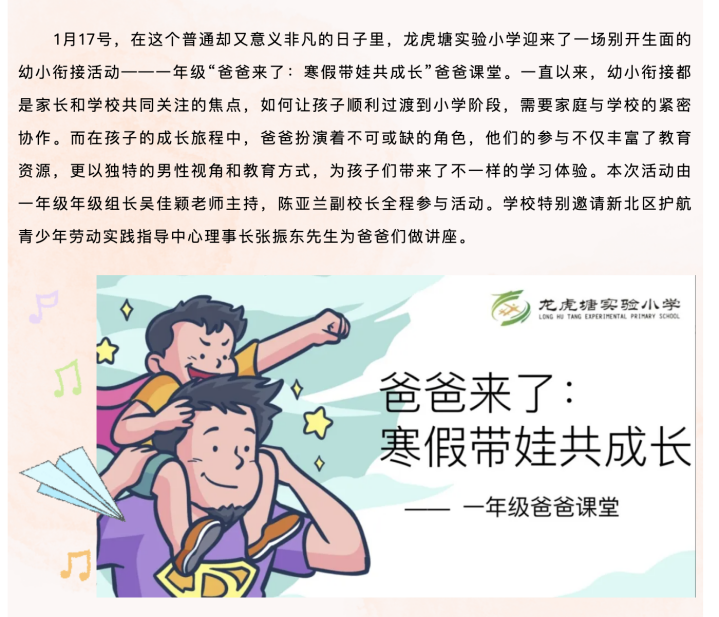 1月17号，在这个普通却又意义非凡的日子里，龙虎塘实验小学迎来了一场别开生面的
幼小衔接活动———一年级“爸爸来了：寒假带娃共成长”爸爸课堂。一直以来，幼小衔接都
是家长和学校共同关注的焦点，如何让孩子顺利过渡到小学阶段，需要家庭与学校的紧密
协作。而在孩子的成长旅程中，爸爸扮演着不可或缺的角色，他们的参与不仅丰富了教育
资源，更以独特的男性视角和教育方式，为孩子们带来了不一样的学习体验。本次活动由
一年级年级组长吴佳颖老师主持，陈亚兰副校长全程参与活动。学校特别邀请新北区护航
青少年劳动实践指导中心理事长张振东先生为爸爸们做讲座。
龙虎塘实验小学
LONG HU TANG EXPERIMENTAL PRIMARY SCHOOL
爸爸来了：
寒假带娃共成长
—— 一年级爸爸课堂